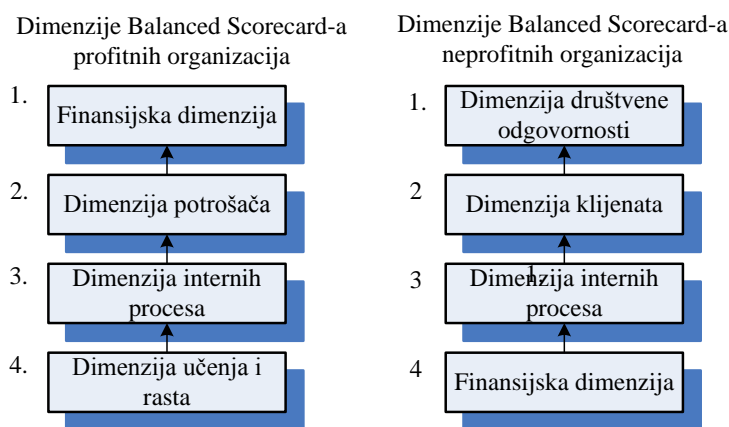 Dimenzije Balanced Scorecard-a
profitnih organizacija
1.
Finansijska dimenzija
2.
Dimenzija potrošača
3.
Dimenzija internih
procesa
4.
Dimenzija učenja i
rasta
Dimenzije Balanced Scorecard-a
neprofitnih organizacija
1.
Dimenzija društvene
odgovornosti
2
Dimenzija klijenata
3
Dimenzija internih
1.
procesa
4
Finansijska dimenzija